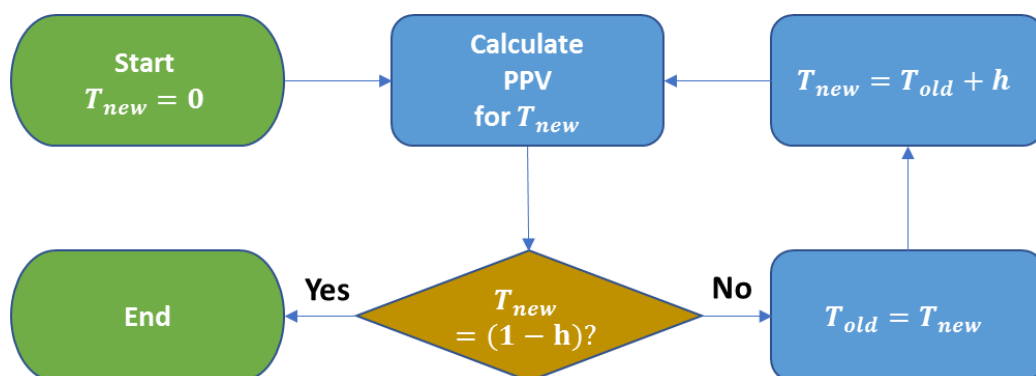 Start
T_new = 0
Calculate
PPV
for T_new
T_new = T_old + h
End
Yes
T_new
= (1 − h)?
No
T_old = T_new